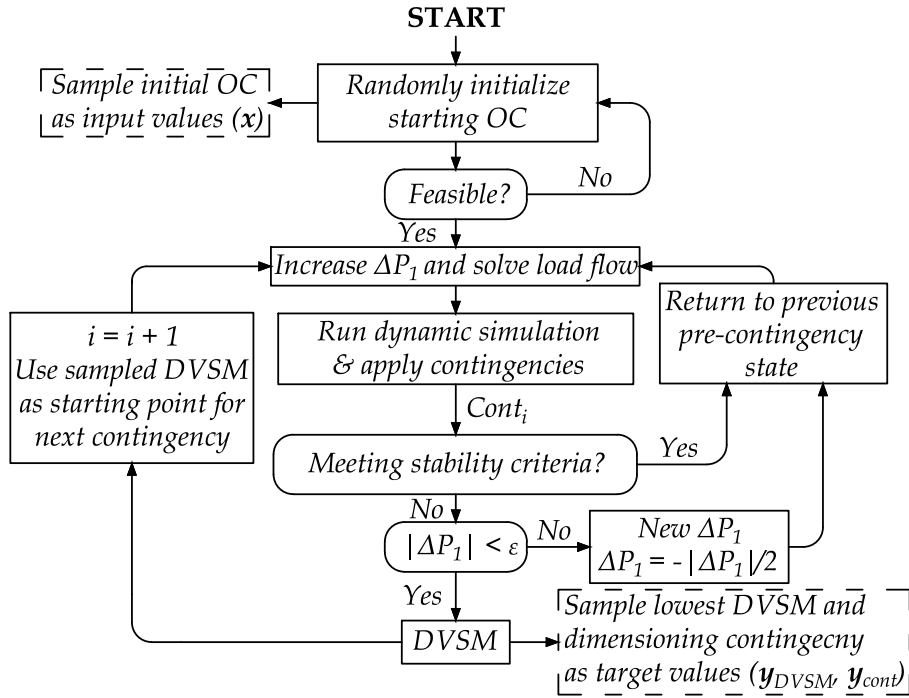 START
Sample initial OC
as input values (x)
Randomly initialize
starting OC
Feasible?
No
Yes
Increase ΔP₁ and solve load flow
Return to previous
pre-contingency
state
i = i + 1
Use sampled DVSM
as starting point for
next contingency
Run dynamic simulation
& apply contingencies
Contᵢ
Meeting stability criteria?
Yes
No
|ΔP₁| < ε
No
New ΔP₁
ΔP₁ = -|ΔP₁|/2
Yes
DVSM
Sample lowest DVSM and
dimensioning contingecny
as target values (y_DVSM, y_cont)